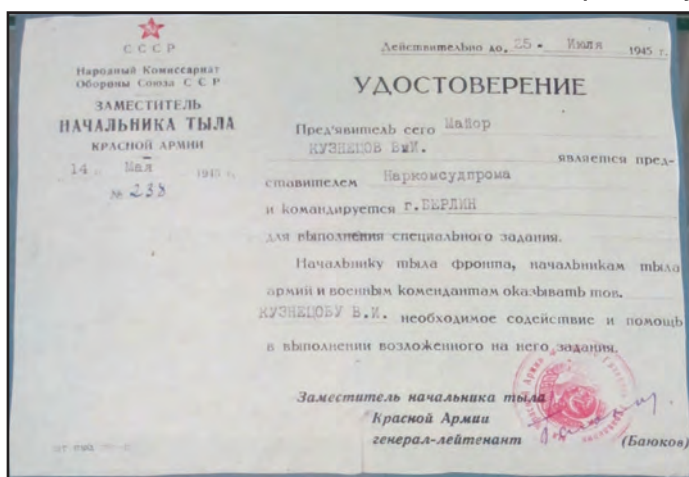 СССР
Народный Комиссариат
Обороны Союза С С Р
ЗАМЕСТИТЕЛЬ
НАЧАЛЬНИКА ТЫЛА
КРАСНОЙ АРМИИ
14 Мая 1945 г.
№ 238
Действительно до. 25 Июля 1945 г.
УДОСТОВЕРЕНИЕ
Пред'явитель сего Майор
КУЗНЕЦОВ В.И.
является пред-
ставителем Наркомсудпрома
и командируется г.БЕРЛИН
для выполнения специального задания.
Начальнику тыла фронта, начальникам тыла
армий и военным комендантам оказывать тов.
КУЗНЕЦОВУ В.И. необходимое содействие и помощь
в выполнении возложенного на него задания.
Заместитель начальника тыла
Красной Армии
генерал-лейтенант (Баюков)